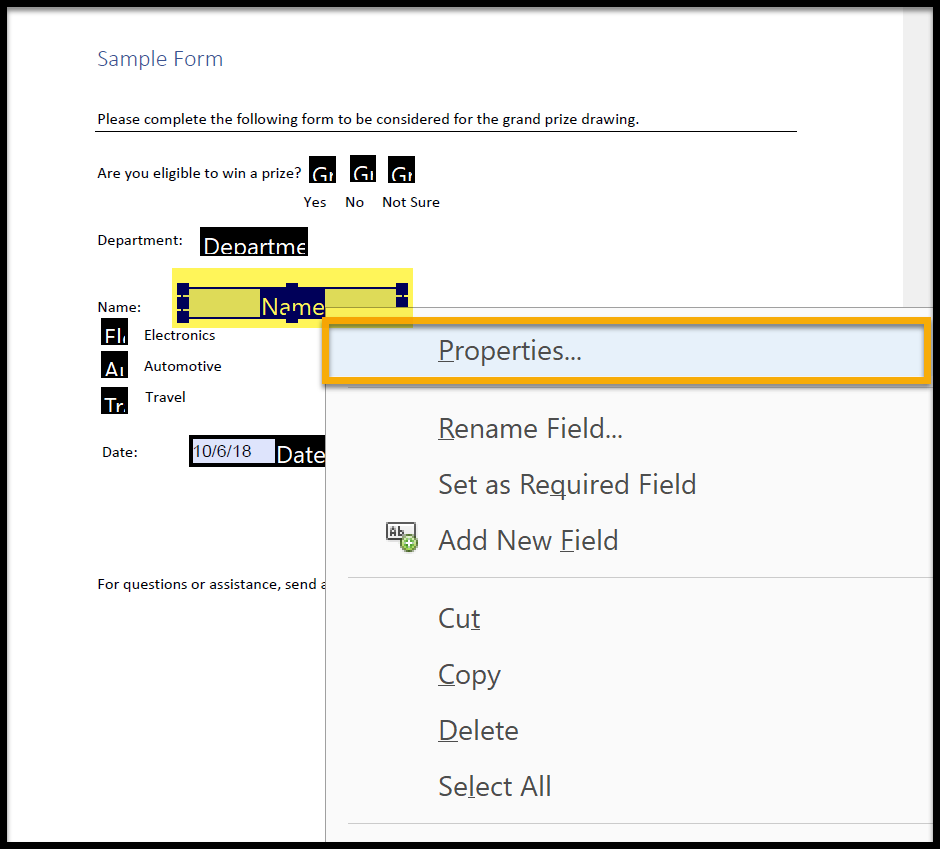 Sample Form
Please complete the following form to be considered for the grand prize drawing.
Are you eligible to win a prize? Gr Gr Gr
Yes No Not Sure
Department: Departme
Name: Name
Electronics
Automotive
Tr. Travel
Date: 10/6/18 Date
For questions or assistance, send a
Properties...
Rename Field...
Set as Required Field
Ab
Add New Field
Cut
Copy
Delete
Select All